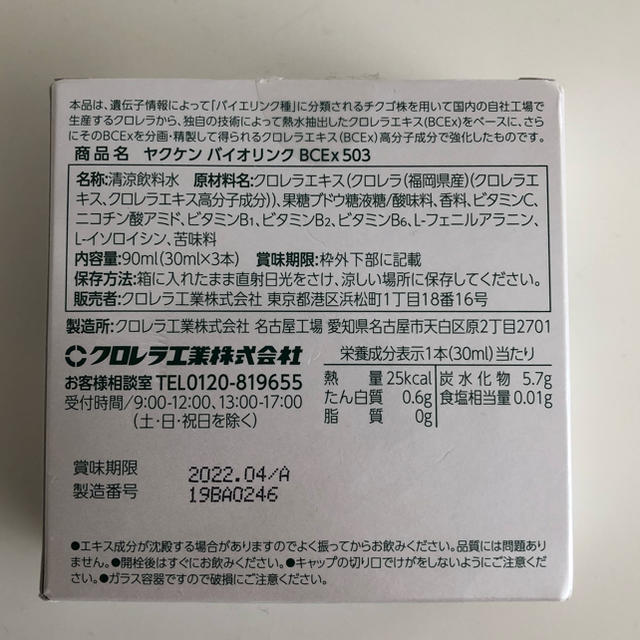 本品は、遺伝子情報によって「パイエリンク種」に分類されるチクゴ株を用いて国内の自社工場で
生産するクロレラから、独自の技術によって熱水抽出したクロレラエキス(BCEx)をベースに、さら
にそのBCExを分画・精製して得られるクロレラエキス(BCEx)高分子成分で強化したものです。
商品名 ヤクケン バイオリンク BCEx 503
名称:清涼飲料水 原材料名:クロレラエキス(クロレラ(福岡県産)(クロレラエ
キス、クロレラエキス高分子成分))、果糖ブドウ糖液糖/酸味料、香料、ビタミンC、
ニコチン酸アミド、ビタミンB₁、ビタミンB₂、ビタミンB₆、L-フェニルアラニン、
L-イソロイシン、苦味料
内容量:90ml(30ml×3本) 賞味期限:枠外下部に記載
保存方法:箱に入れたまま直射日光をさけ、涼しい場所に保存してください。
販売者:クロレラ工業株式会社 東京都港区浜松町1丁目18番16号
製造所:クロレラ工業株式会社 名古屋工場 愛知県名古屋市天白区原2丁目2701
クロレラ工業株式会社
お客様相談室 TEL0120-819655
受付時間/9:00-12:00、13:00-17:00
(土・日・祝日を除く)
栄養成分表示1本(30ml)当たり
熱量 25kcal 炭水化物 5.7g
たん白質 0.6g 食塩相当量 0.01g
脂質 0g
賞味期限 2022.04/A
製造番号 19BA0246
●エキス成分が沈殿する場合がありますのでよく振ってからお飲みください。品質には問題あり
ません。●開栓後はすぐにお飲みください。●キャップの切り口でけがをしないようにご注意くださ
い。●ガラス容器ですので破損にご注意ください。